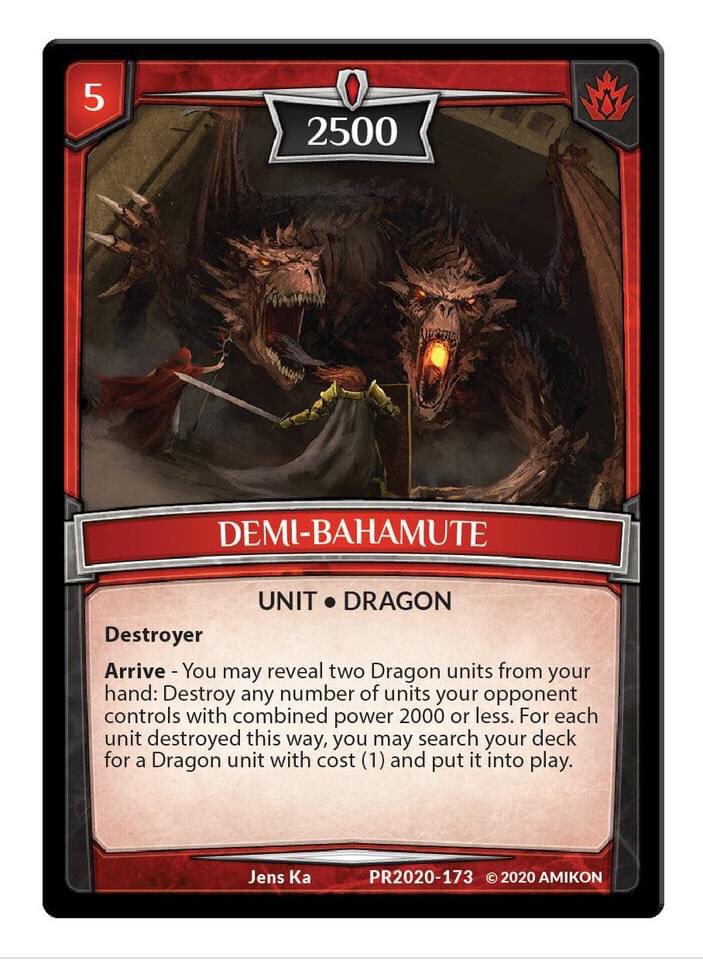 5
2500
DEMI-BAHAMUTE
UNIT • DRAGON
Destroyer
Arrive - You may reveal two Dragon units from your
hand: Destroy any number of units your opponent
controls with combined power 2000 or less. For each
unit destroyed this way, you may search your deck
for a Dragon unit with cost (1) and put it into play.
Jens Ka PR2020-173 © 2020 AMIKON